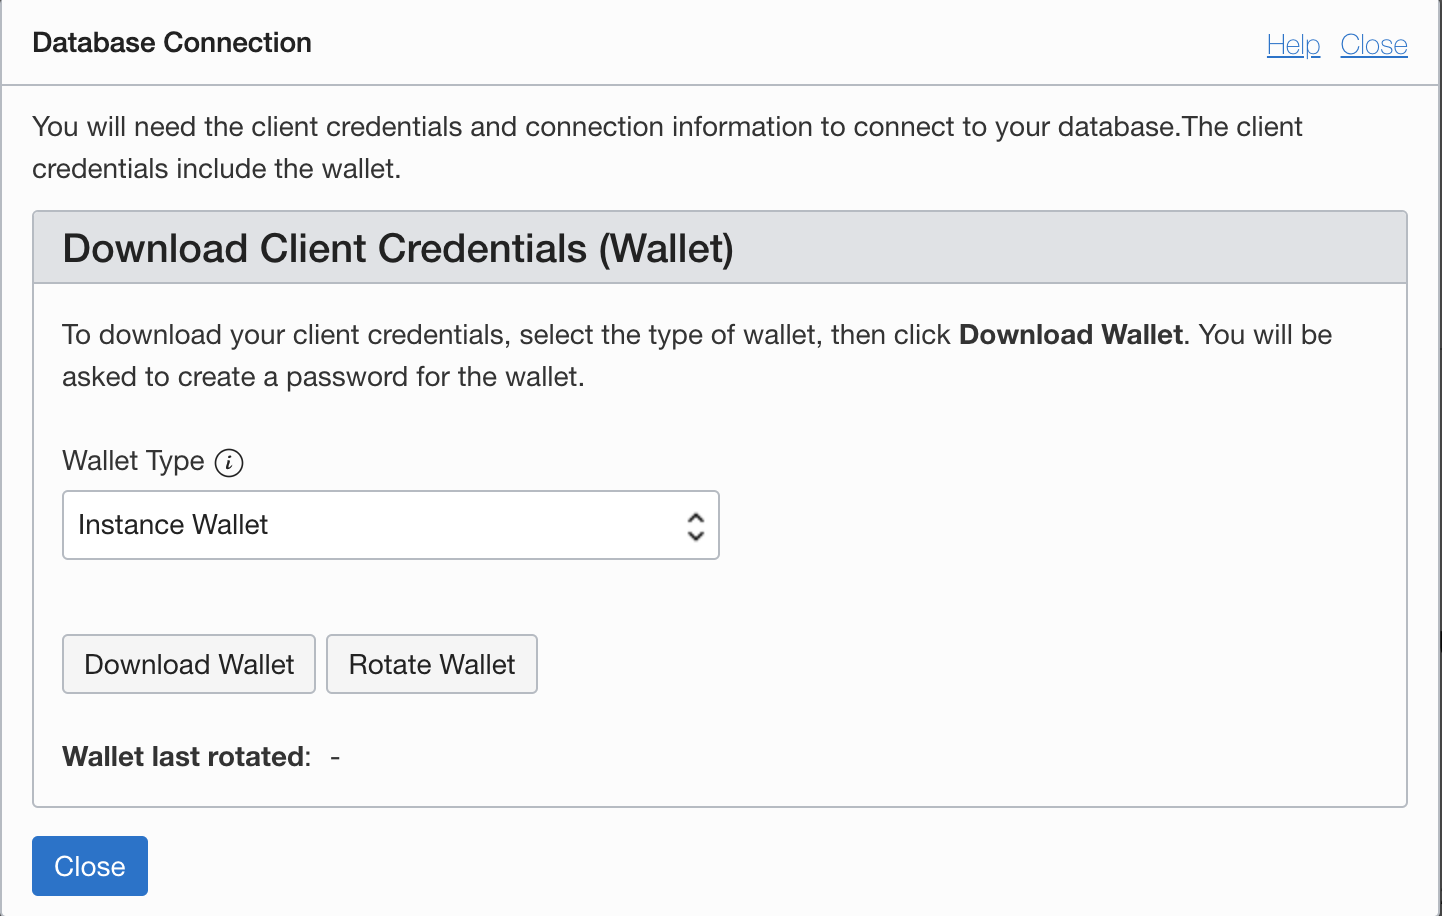 Database Connection
Help Close
You will need the client credentials and connection information to connect to your database.The client
credentials include the wallet.
Download Client Credentials (Wallet)
To download your client credentials, select the type of wallet, then click Download Wallet. You will be
asked to create a password for the wallet.
Wallet Type i
Instance Wallet
Download Wallet Rotate Wallet
Wallet last rotated: -
Close